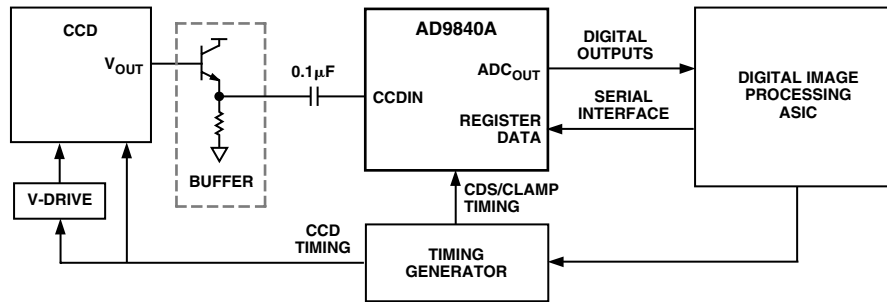 CCD
V_OUT
BUFFER
V-DRIVE
0.1μF
AD9840A
CCDIN
ADC_OUT
REGISTER
DATA
DIGITAL
OUTPUTS
SERIAL
INTERFACE
DIGITAL IMAGE
PROCESSING
ASIC
CDS/CLAMP
TIMING
CCD
TIMING
TIMING
GENERATOR